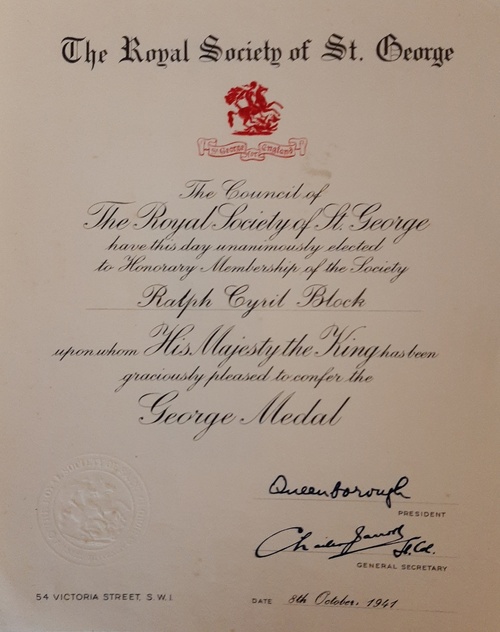 The Royal Society of St. George
St George for England
The Council of
The Royal Society of St. George
have this day unanimously elected
to Honorary Membership of the Society
Ralph Cyril Block
upon whom His Majesty the King has been
graciously pleased to confer the
George Medal
Queenborough
PRESIDENT
Lt. Col.
GENERAL SECRETARY
54 VICTORIA STREET, S.W.1.
DATE 8th October, 1941